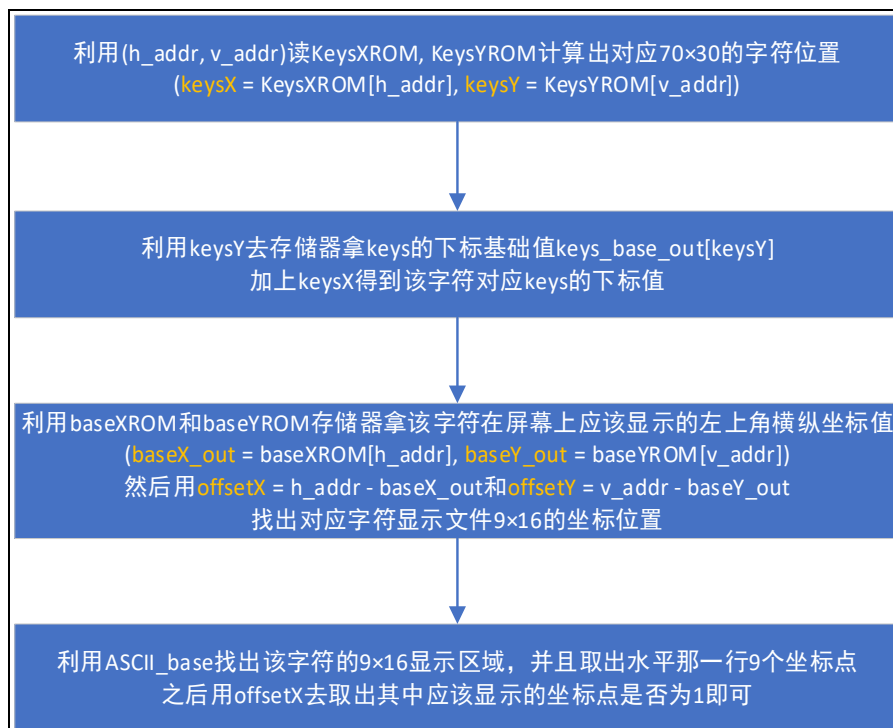 利用(h_addr, v_addr)读KeysXROM, KeysYROM计算出对应70×30的字符位置
(keysX = KeysXROM[h_addr], keysY = KeysYROM[v_addr])
利用keysY去存储器拿keys的下标基础值keys_base_out[keysY]
加上keysX得到该字符对应keys的下标值
利用baseXROM和baseYROM存储器拿该字符在屏幕上应该显示的左上角横纵坐标值
(baseX_out = baseXROM[h_addr], baseY_out = baseYROM[v_addr])
然后用offsetX = h_addr - baseX_out和offsetY = v_addr - baseY_out
找出对应字符显示文件9×16的坐标位置
利用ASCII_base找出该字符的9×16显示区域，并且取出水平那一行9个坐标点
之后用offsetX去取出其中应该显示的坐标点是否为1即可